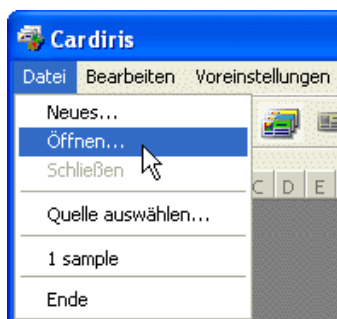 Cardiris
Datei Bearbeiten Voreinstellungen
Neues...
Öffnen...
Schließen
C D E
Quelle auswählen...
1 sample
Ende